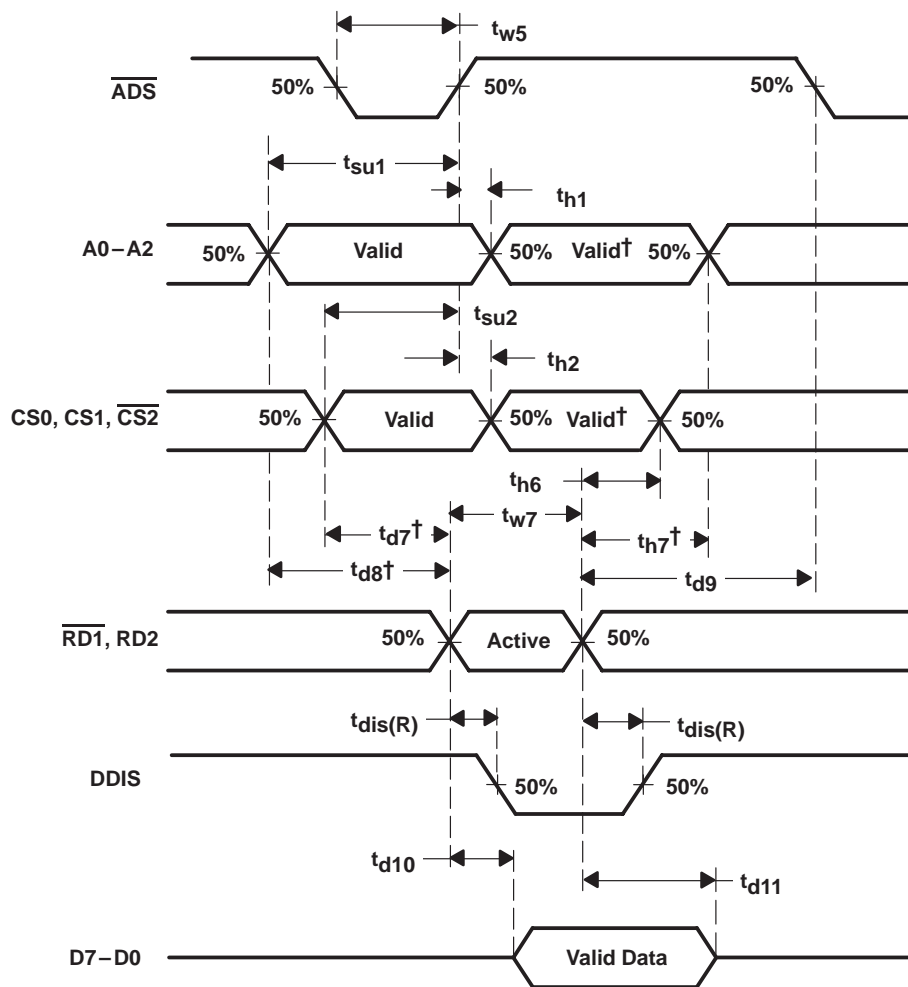 tw5
ADS 50% 50% 50%
tsu1
th1
A0–A2 50% Valid 50% Valid† 50%
tsu2
th2
CS0, CS1, CS2 50% Valid 50% Valid† 50%
th6
tw7
td7† th7†
td8† td9
RD1, RD2 50% Active 50%
tdis(R) tdis(R)
DDIS 50% 50%
td10 td11
D7–D0 Valid Data